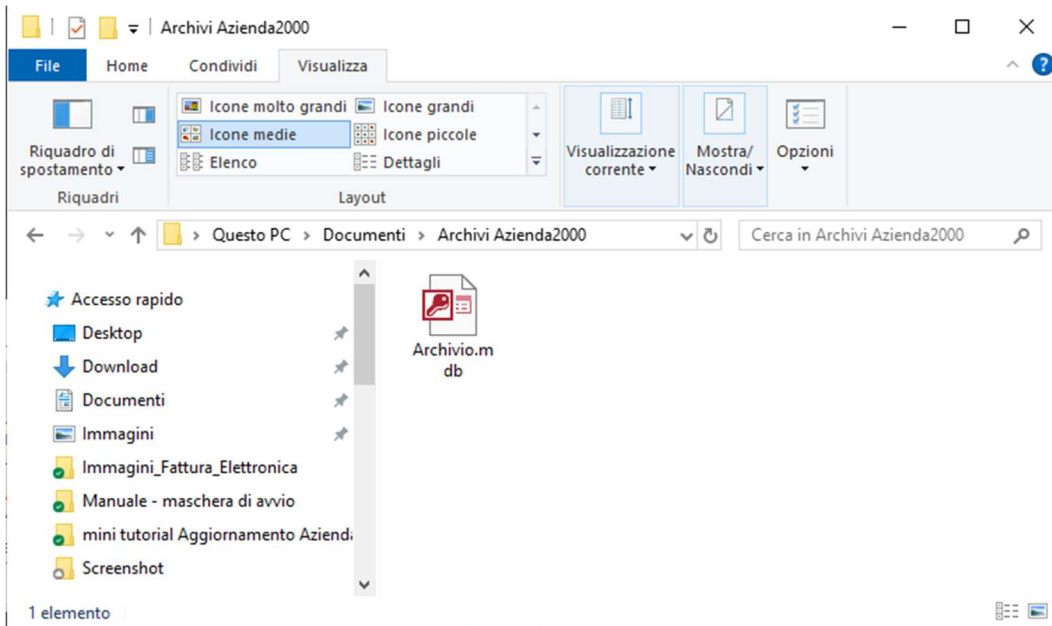 Archivi Azienda2000
File Home Condividi Visualizza
Icone molto grandi Icone grandi
Icone medie Icone piccole
Elenco Dettagli
Riquadro di
spostamento
Visualizzazione
corrente
Mostra/
Nascondi
Opzioni
Riquadri Layout
Questo PC > Documenti > Archivi Azienda2000
Cerca in Archivi Azienda2000
Accesso rapido
Desktop
Download
Documenti
Immagini
Immagini_Fattura_Elettronica
Manuale - maschera di avvio
mini tutorial Aggiornamento Azienda
Screenshot
Archivio.m
db
1 elemento